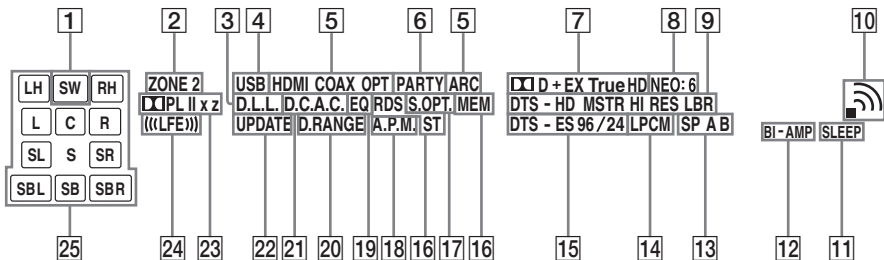 1 2 3 4 5 6 5 7 8 9 10
LH SW RH ZONE 2 USB HDMI COAX OPT PARTY ARC D + EX True HD NEO: 6
PL II x z D.L.L. D.C.A.C. EQ RDS S.OPT. MEM DTS - HD MSTR HI RES LBR
L C R (((LFE))) UPDATE D.RANGE A.P.M. ST DTS - ES 96 / 24 LPCM SP A B BI - AMP SLEEP
SL S SR
SBL SB SBR
25 24 23 22 21 20 19 18 16 17 16 15 14 13 12 11